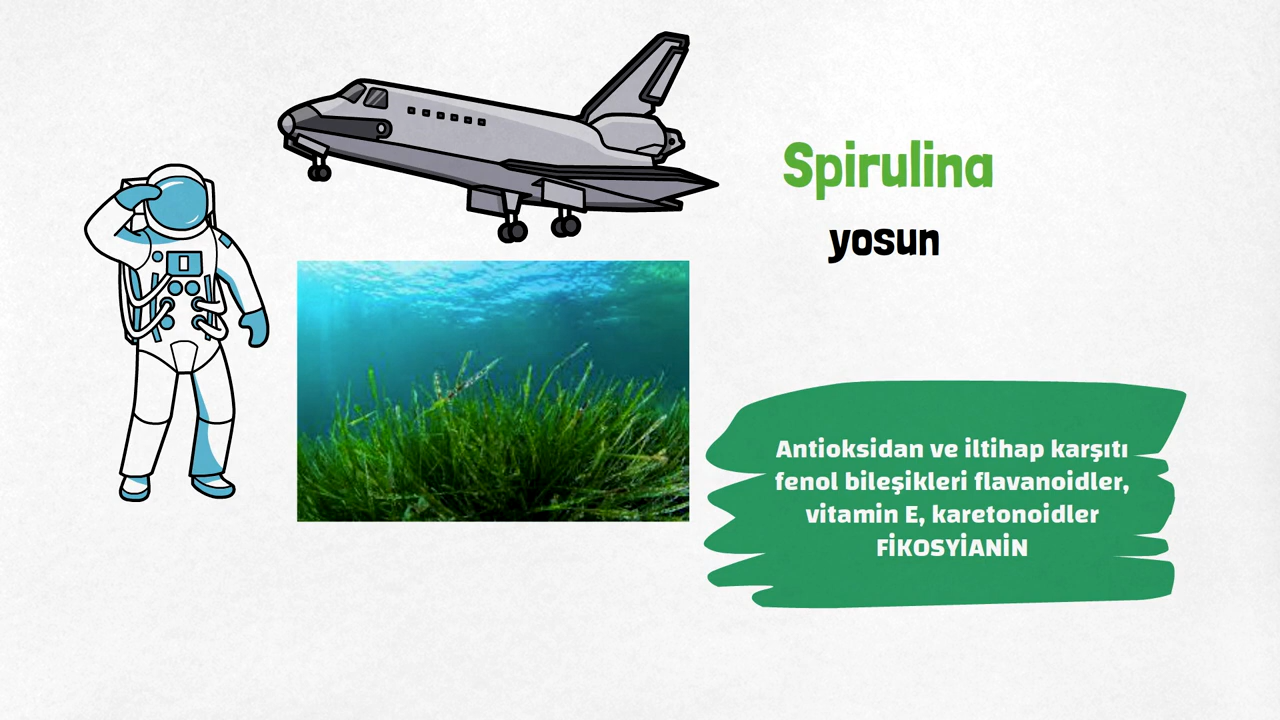 Spirulina
yosun
Antioksidan ve iltihap karşıtı
fenol bileşikleri flavanoidler,
vitamin E, karetonoidler
FİKOSYİANİN